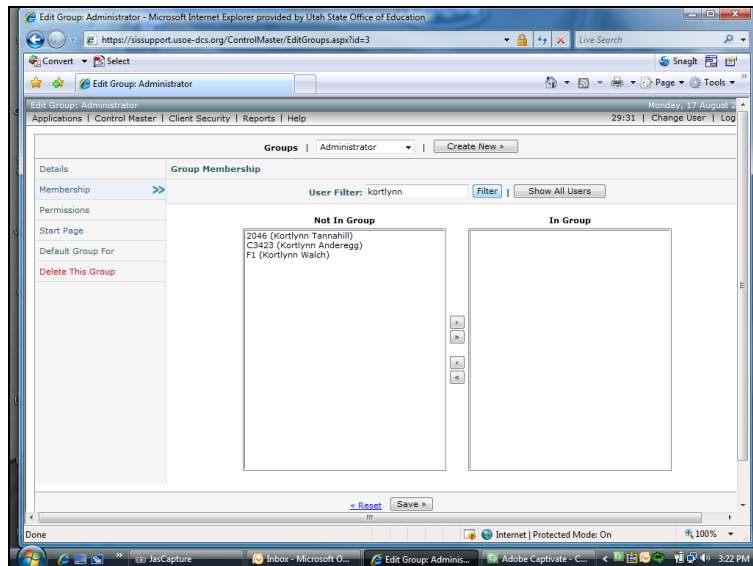 Edit Group: Administrator - Microsoft Internet Explorer provided by Utah State Office of Education
https://sissupport.usoe-dcs.org/ControlMaster/EditGroups.aspx?id=3
Live Search
Convert Select
SnagIt
Edit Group: Administrator
Page Tools
Edit Group: Administrator Monday, 17 August 2
Applications | Control Master | Client Security | Reports | Help 29:31 | Change User | Log
Groups | Administrator | Create New »
Details
Group Membership
Membership »
User Filter: kortlynn Filter | Show All Users
Permissions
Start Page
Default Group For
Delete This Group
Not In Group
In Group
2046 (Kortlynn Tannahill)
C3423 (Kortlynn Anderegg)
F1 (Kortlynn Walch)
›
»
‹
«
« Reset Save »
Done Internet | Protected Mode: On 100%
JasCapture Inbox - Microsoft O... Edit Group: Adminis... Adobe Captivate - C... 3:22 PM